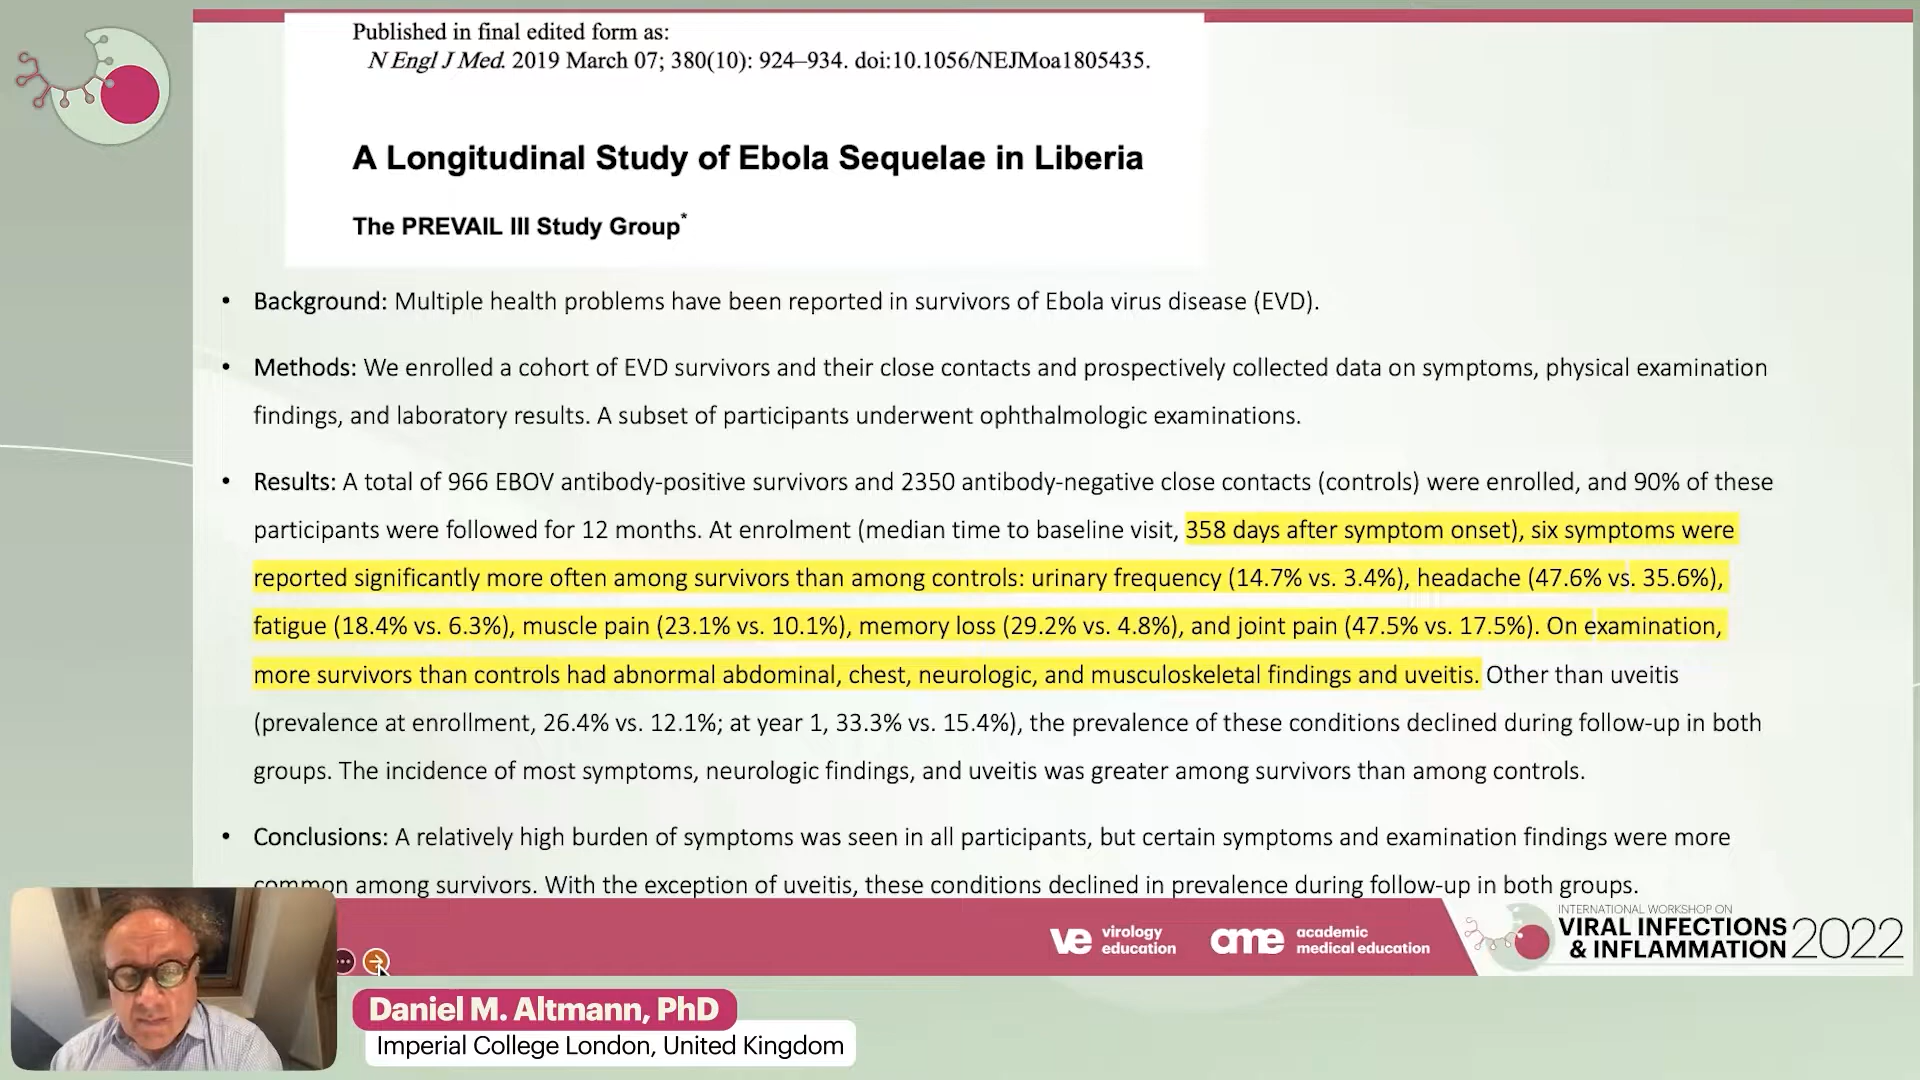 Published in final edited form as:
N Engl J Med. 2019 March 07; 380(10): 924–934. doi:10.1056/NEJMoa1805435.
A Longitudinal Study of Ebola Sequelae in Liberia
The PREVAIL III Study Group*
• Background: Multiple health problems have been reported in survivors of Ebola virus disease (EVD).
• Methods: We enrolled a cohort of EVD survivors and their close contacts and prospectively collected data on symptoms, physical examination
findings, and laboratory results. A subset of participants underwent ophthalmologic examinations.
• Results: A total of 966 EBOV antibody-positive survivors and 2350 antibody-negative close contacts (controls) were enrolled, and 90% of these
participants were followed for 12 months. At enrolment (median time to baseline visit, 358 days after symptom onset), six symptoms were
reported significantly more often among survivors than among controls: urinary frequency (14.7% vs. 3.4%), headache (47.6% vs. 35.6%),
fatigue (18.4% vs. 6.3%), muscle pain (23.1% vs. 10.1%), memory loss (29.2% vs. 4.8%), and joint pain (47.5% vs. 17.5%). On examination,
more survivors than controls had abnormal abdominal, chest, neurologic, and musculoskeletal findings and uveitis. Other than uveitis
(prevalence at enrollment, 26.4% vs. 12.1%; at year 1, 33.3% vs. 15.4%), the prevalence of these conditions declined during follow-up in both
groups. The incidence of most symptoms, neurologic findings, and uveitis was greater among survivors than among controls.
• Conclusions: A relatively high burden of symptoms was seen in all participants, but certain symptoms and examination findings were more
common among survivors. With the exception of uveitis, these conditions declined in prevalence during follow-up in both groups.
ve virology
education
ame academic
medical education
INTERNATIONAL WORKSHOP ON
VIRAL INFECTIONS
& INFLAMMATION 2022
Daniel M. Altmann, PhD
Imperial College London, United Kingdom